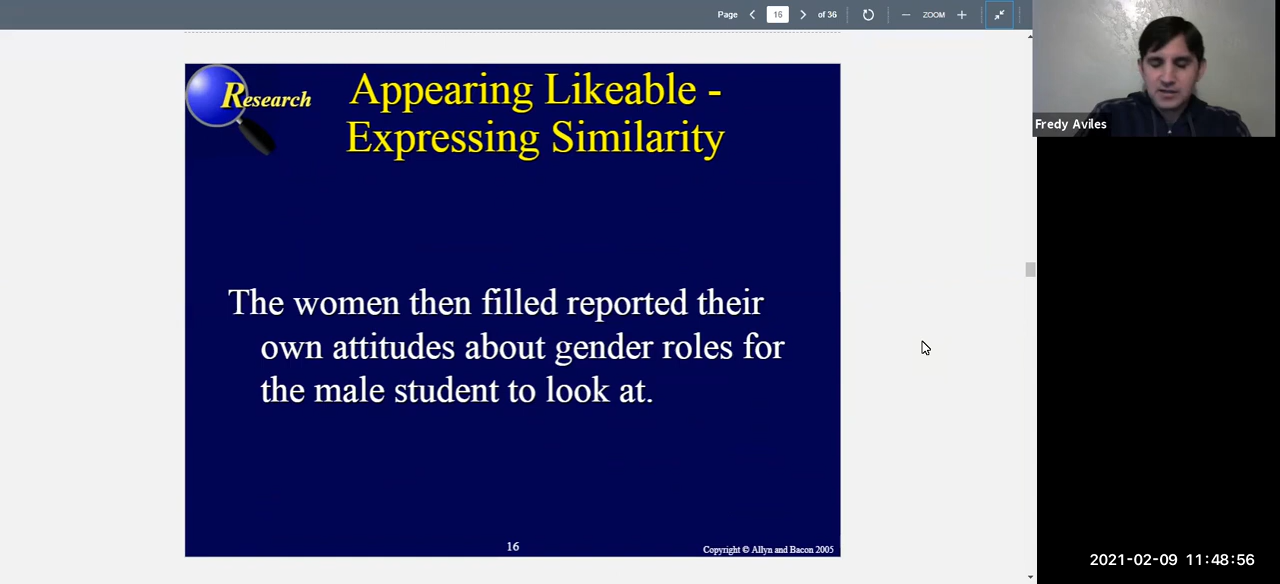 Page 16 of 36 ZOOM
Research
Appearing Likeable -
Expressing Similarity
The women then filled reported their
own attitudes about gender roles for
the male student to look at.
16
Copyright © Allyn and Bacon 2005
Fredy Aviles
2021-02-09 11:48:56